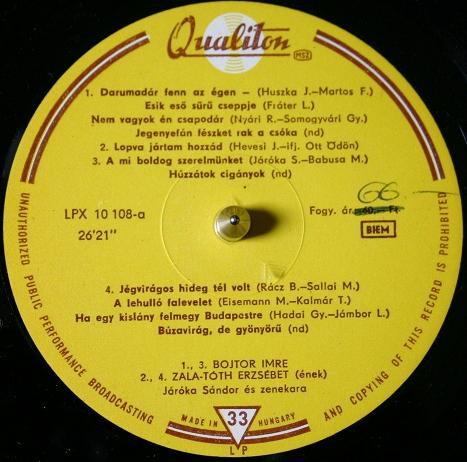 Qualiton
MSZ
1. Darumadár fenn az égen – (Huszka J.–Martos F.)
Esik eső sűrű cseppje (Fráter L.)
Nem vagyok én csapodár (Nyári R.–Somogyvári Gy.)
Jegenyefán fészket rak a csóka (nd)
2. Lopva jártam hozzád (Hevesi J.–ifj. Ott Ödön)
3. A mi boldog szerelmünket (Járóka S.–Babusa M.)
Húzzátok cigányok (nd)
LPX 10 108-a
26'21"
Fogy. ár 60,- Ft.
66-
BIEM
4. Jégvirágos hideg tél volt (Rácz B.–Sallai M.)
A lehulló falevelet (Eisemann M.–Kalmár T.)
Ha egy kislány felmegy Budapestre (Hadai Gy.–Jámbor L.)
Búzavirág, de gyönyörű (nd)
1., 3. BOJTOR IMRE
2., 4. ZALA-TÓTH ERZSÉBET (ének)
Járóka Sándor és zenekara
UNAUTHORIZED PUBLIC PERFORMANCE BROADCASTING
AND COPYING OF THIS RECORD IS PROHIBITED
MADE IN HUNGARY
33
LP